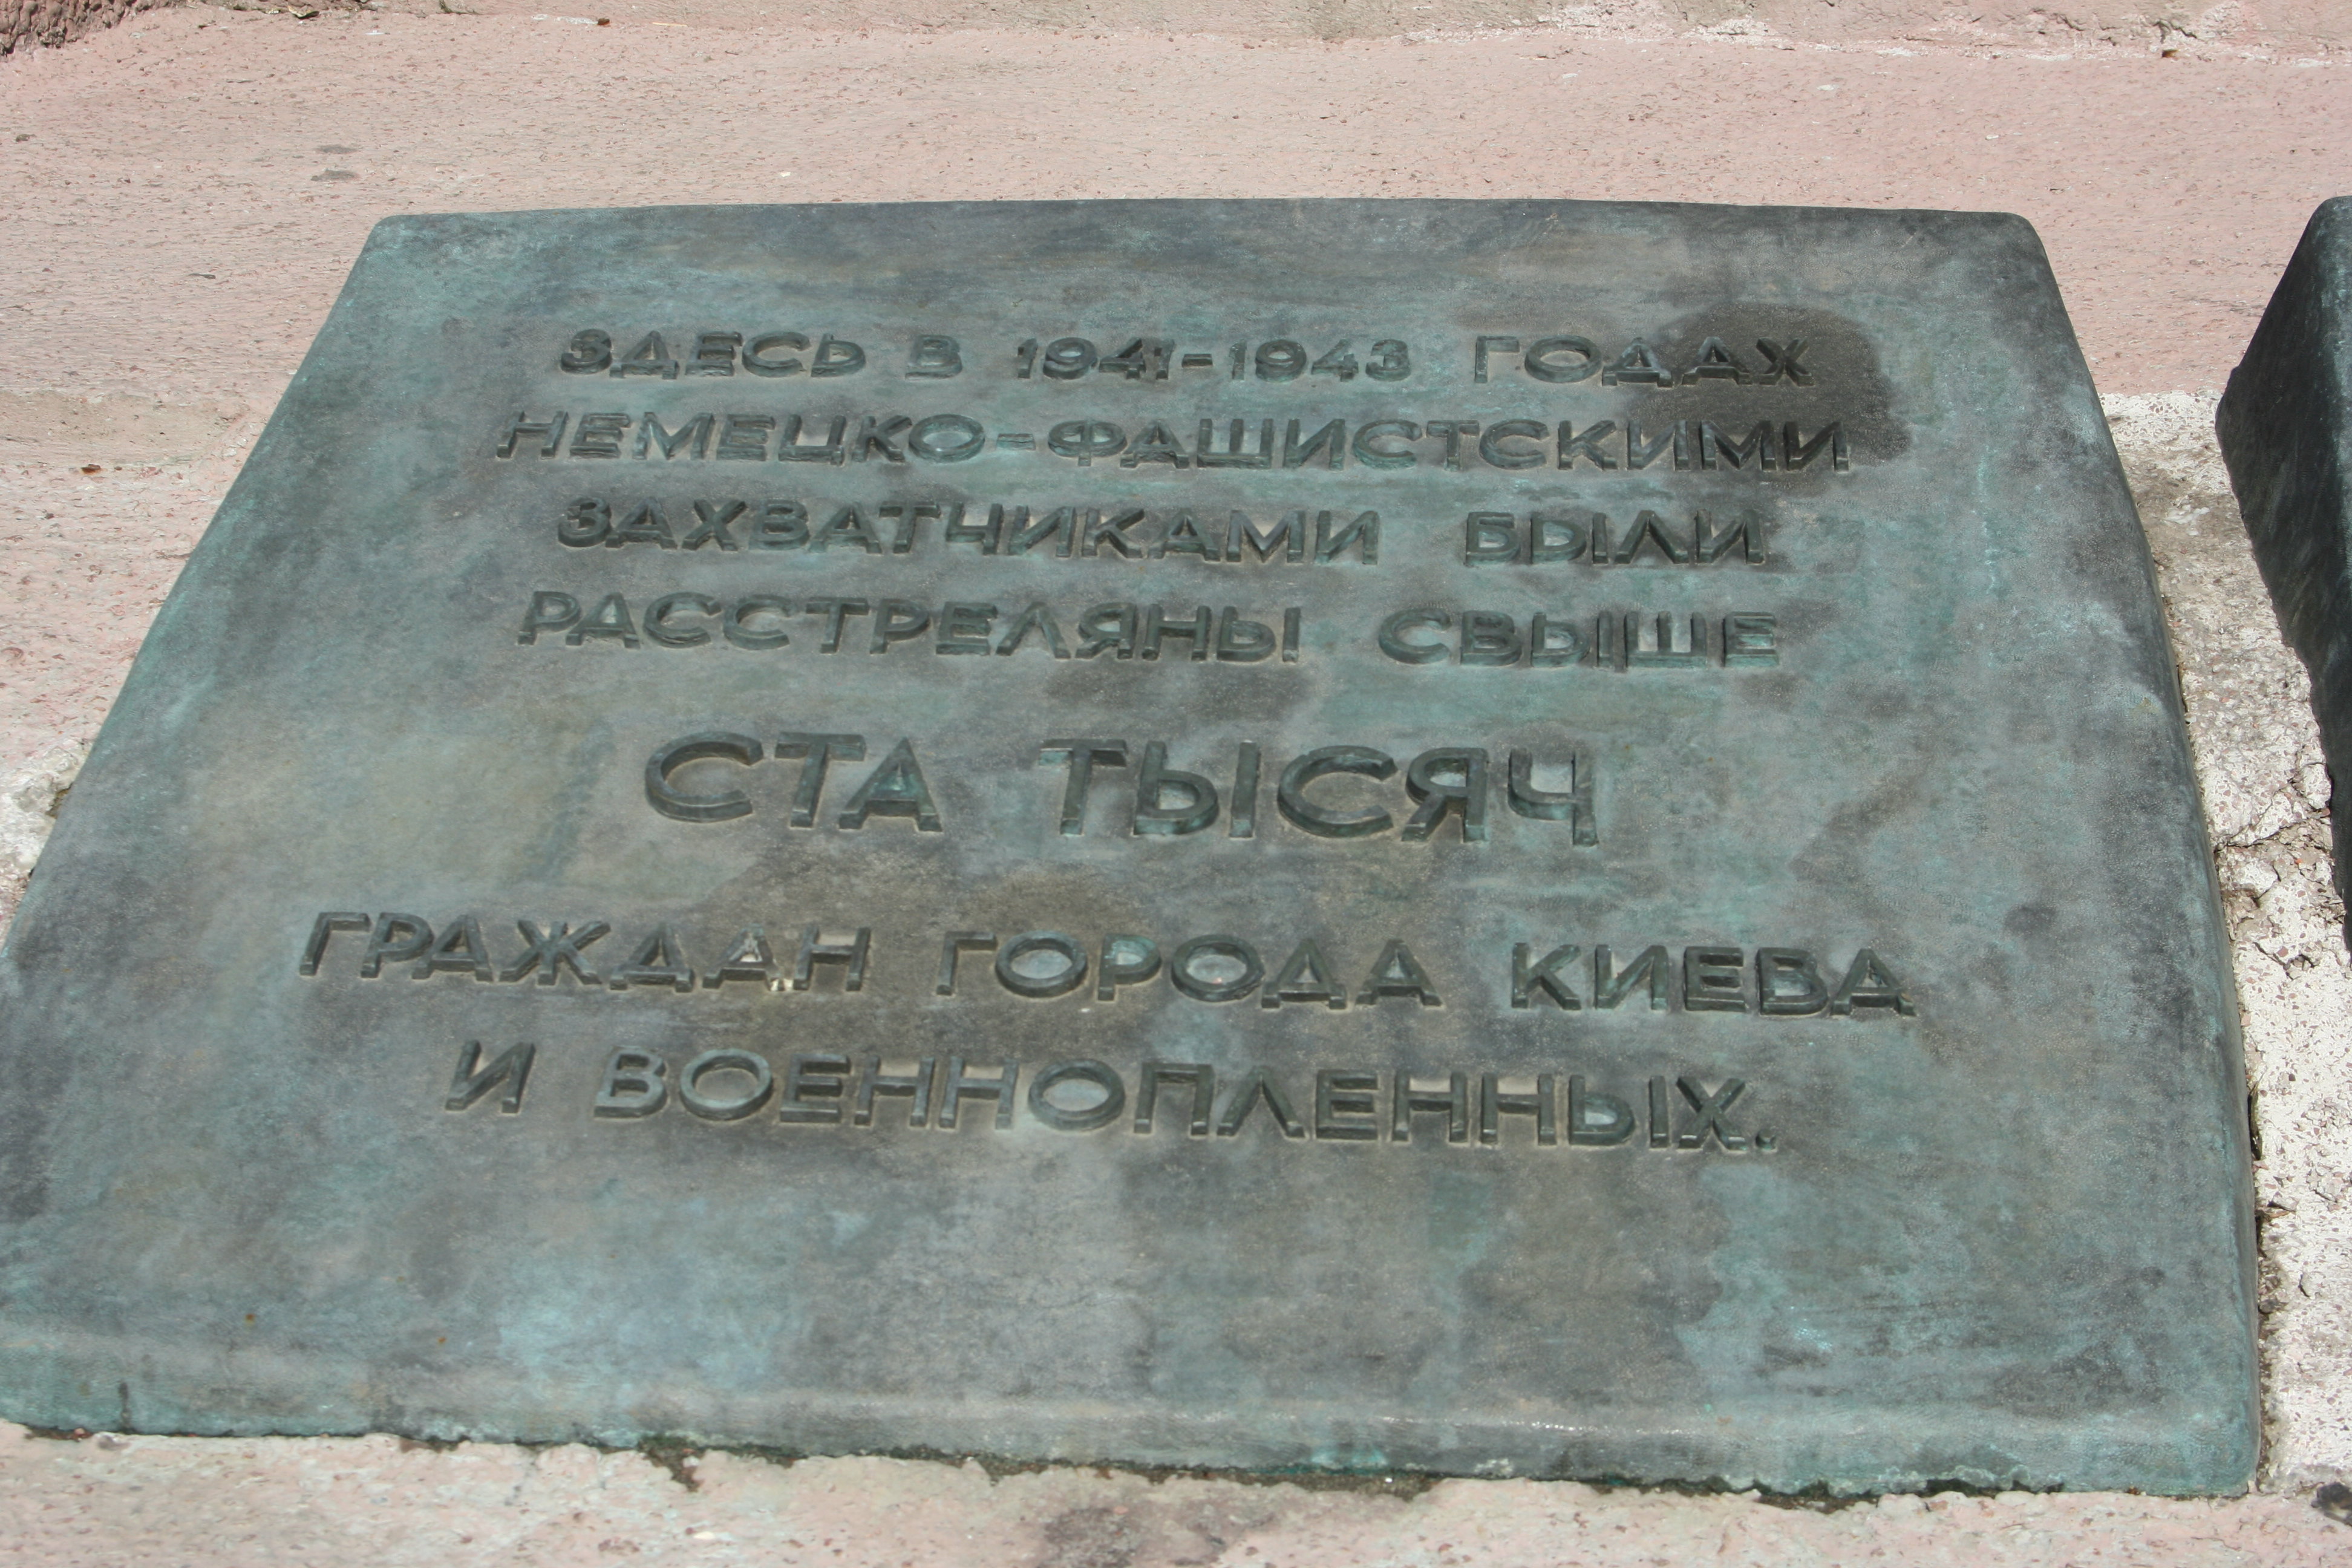 ЗДЕСЬ В 1941-1943 ГОДАХ
НЕМЕЦКО-ФАШИСТСКИМИ
ЗАХВАТЧИКАМИ БЫЛИ
РАССТРЕЛЯНЫ СВЫШЕ
СТА ТЫСЯЧ
ГРАЖДАН ГОРОДА КИЕВА
И ВОЕННОПЛЕННЫХ.